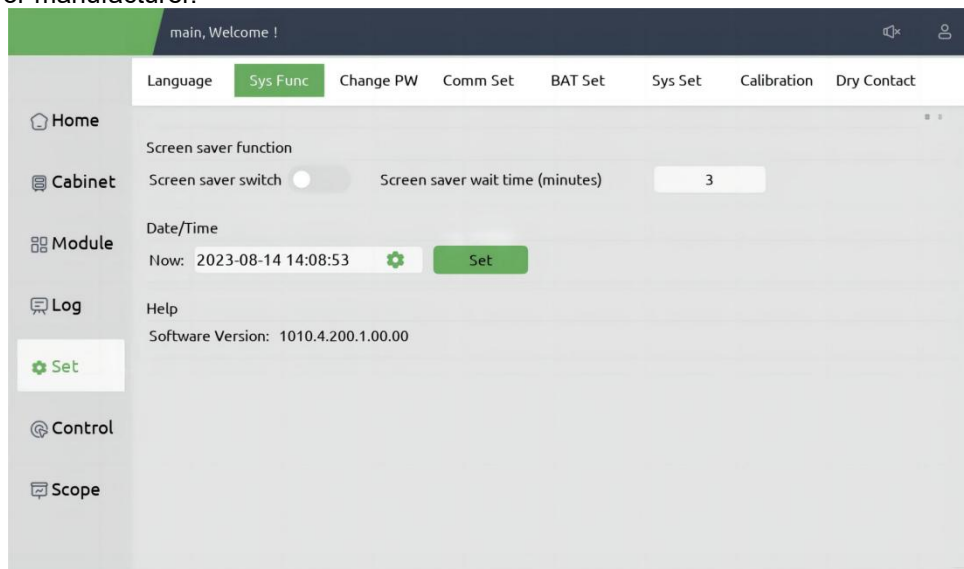 or manufacturer.
main, Welcome !
Language Sys Func Change PW Comm Set BAT Set Sys Set Calibration Dry Contact
Home
Screen saver function
Cabinet
Screen saver switch Screen saver wait time (minutes) 3
Date/Time
Module
Now: 2023-08-14 14:08:53 Set
Log
Help
Software Version: 1010.4.200.1.00.00
Set
Control
Scope